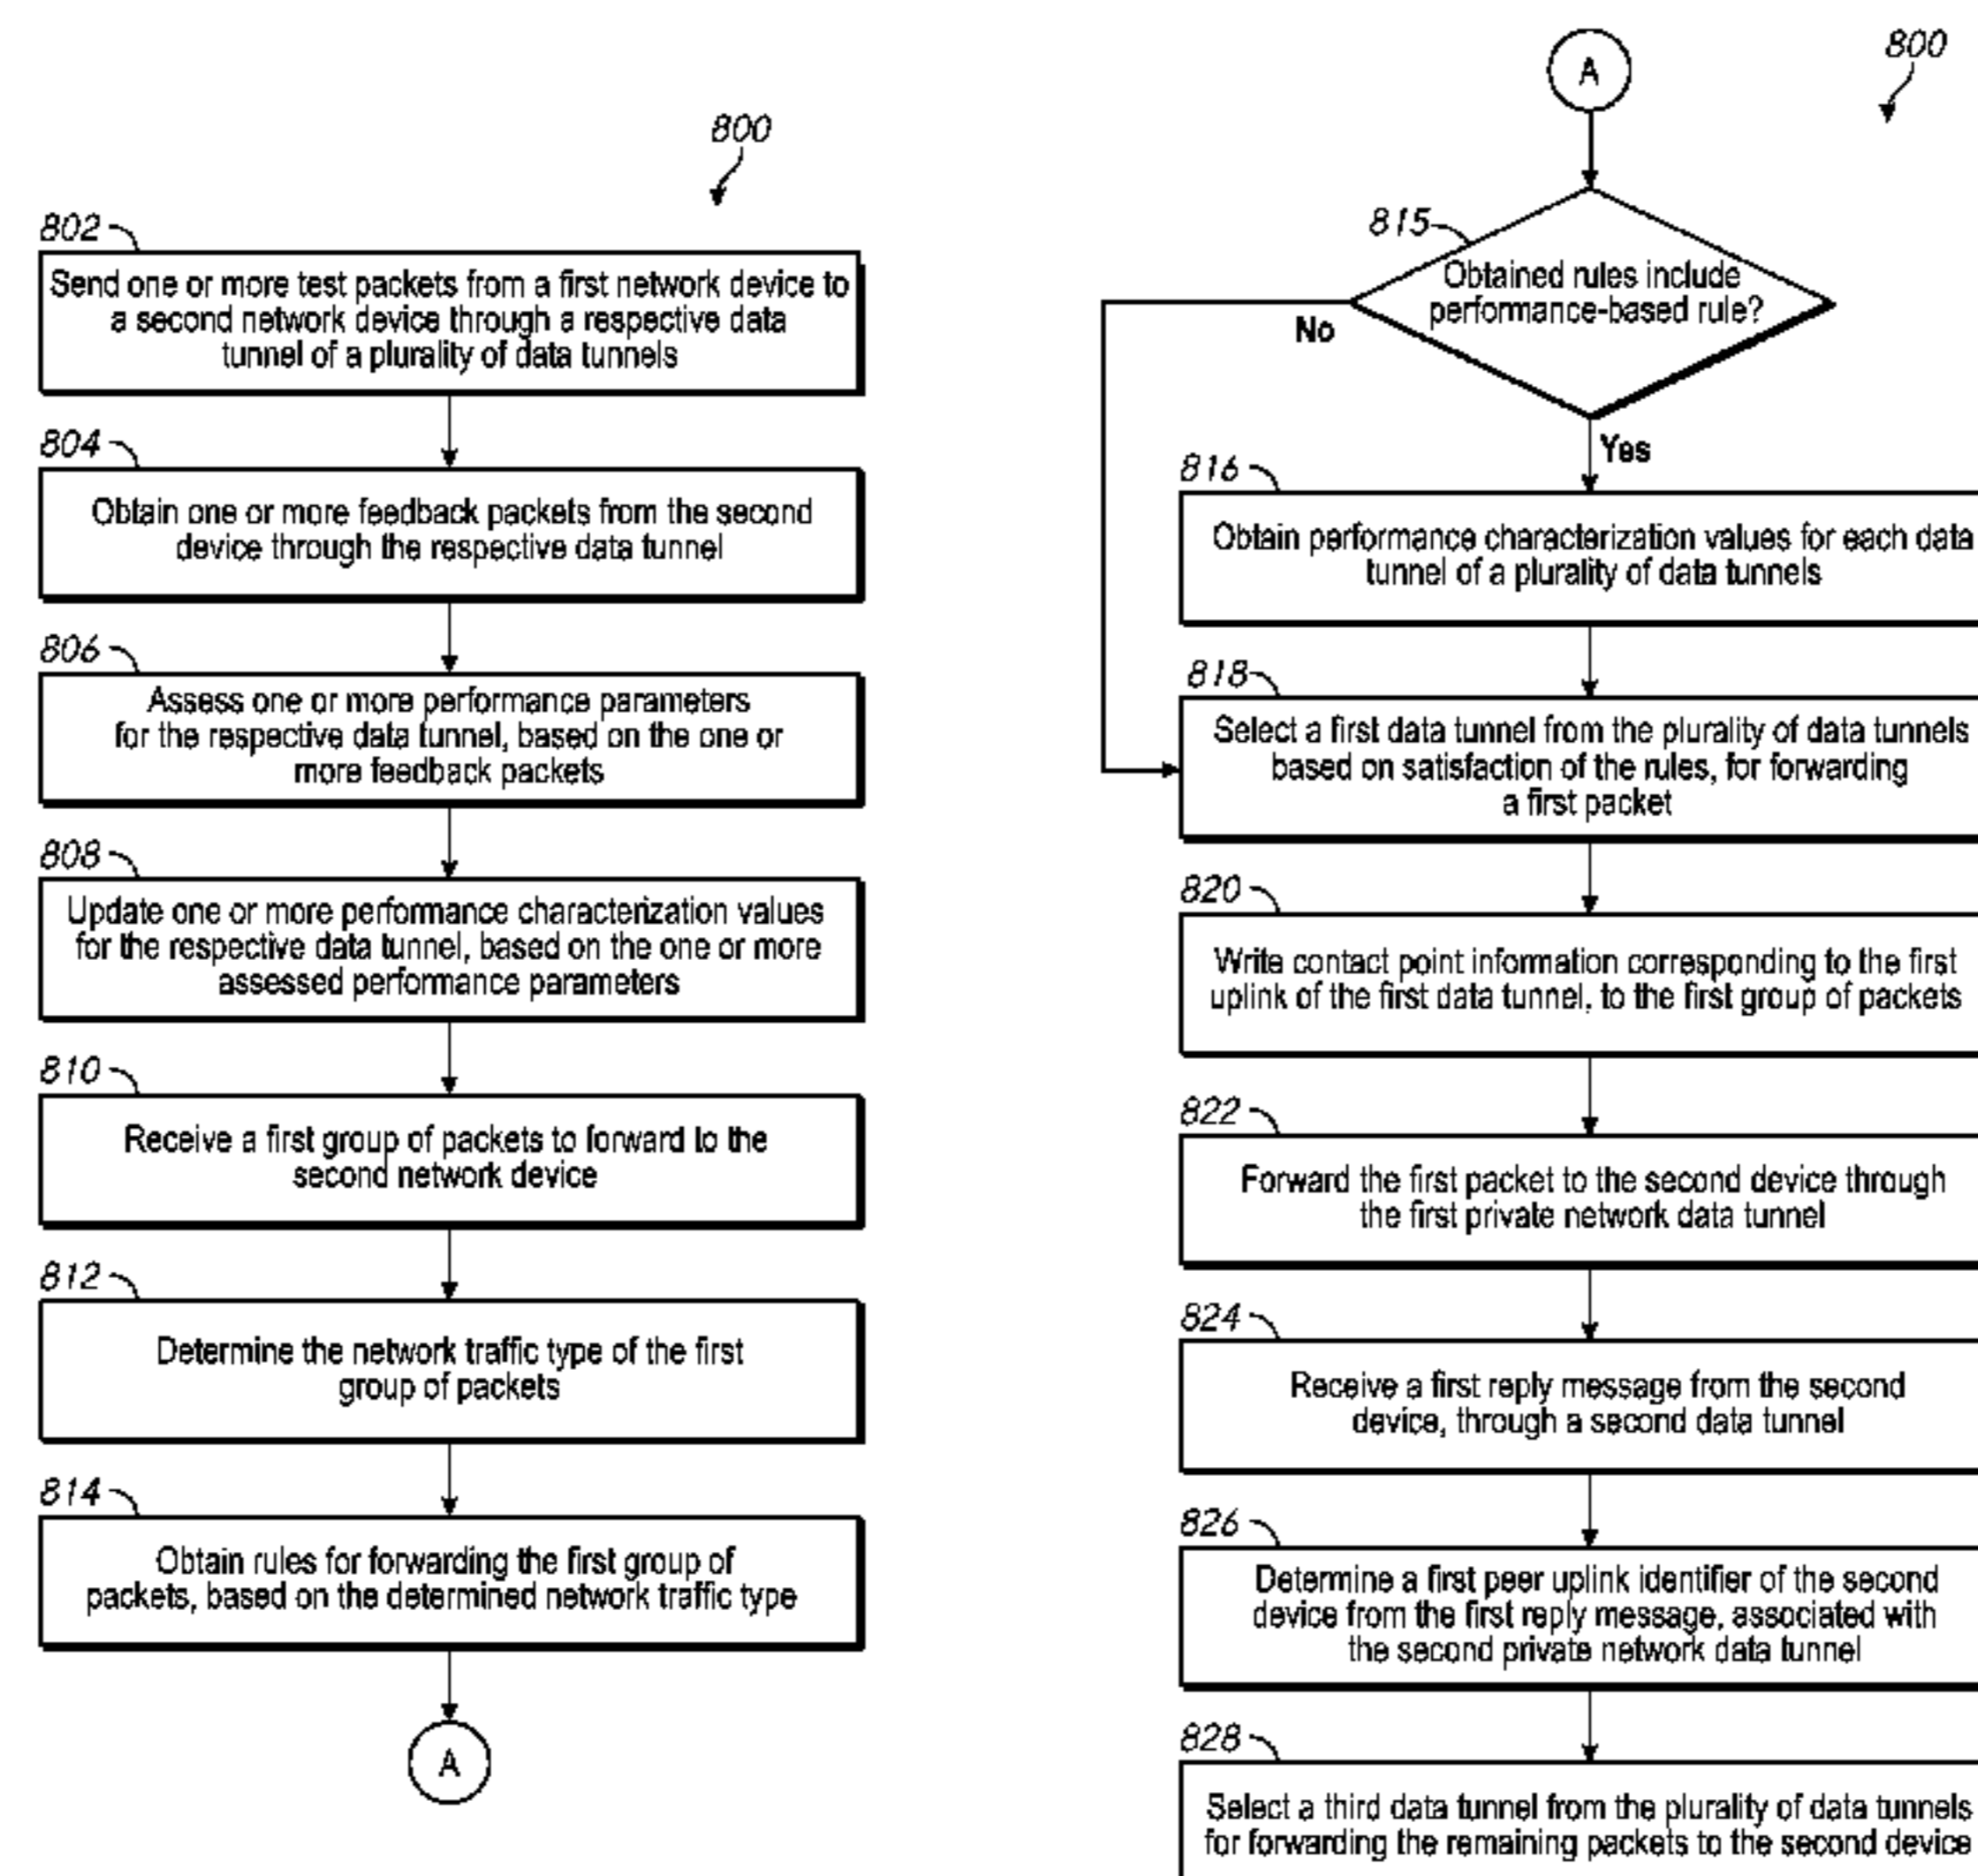 800
802
Send one or more test packets from a first network device to
a second network device through a respective data
tunnel of a plurality of data tunnels
804
Obtain one or more feedback packets from the second
device through the respective data tunnel
806
Assess one or more performance parameters
for the respective data tunnel, based on the one or
more feedback packets
808
Update one or more performance characterization values
for the respective data tunnel, based on the one or more
assessed performance parameters
810
Receive a first group of packets to forward to the
second network device
812
Determine the network traffic type of the first
group of packets
814
Obtain rules for forwarding the first group of
packets, based on the determined network traffic type
A
A
800
815
Obtained rules include
performance-based rule?
No
Yes
816
Obtain performance characterization values for each data
tunnel of a plurality of data tunnels
818
Select a first data tunnel from the plurality of data tunnels
based on satisfaction of the rules, for forwarding
a first packet
820
Write contact point information corresponding to the first
uplink of the first data tunnel, to the first group of packets
822
Forward the first packet to the second device through
the first private network data tunnel
824
Receive a first reply message from the second
device, through a second data tunnel
826
Determine a first peer uplink identifier of the second
device from the first reply message, associated with
the second private network data tunnel
828
Select a third data tunnel from the plurality of data tunnels
for forwarding the remaining packets to the second device